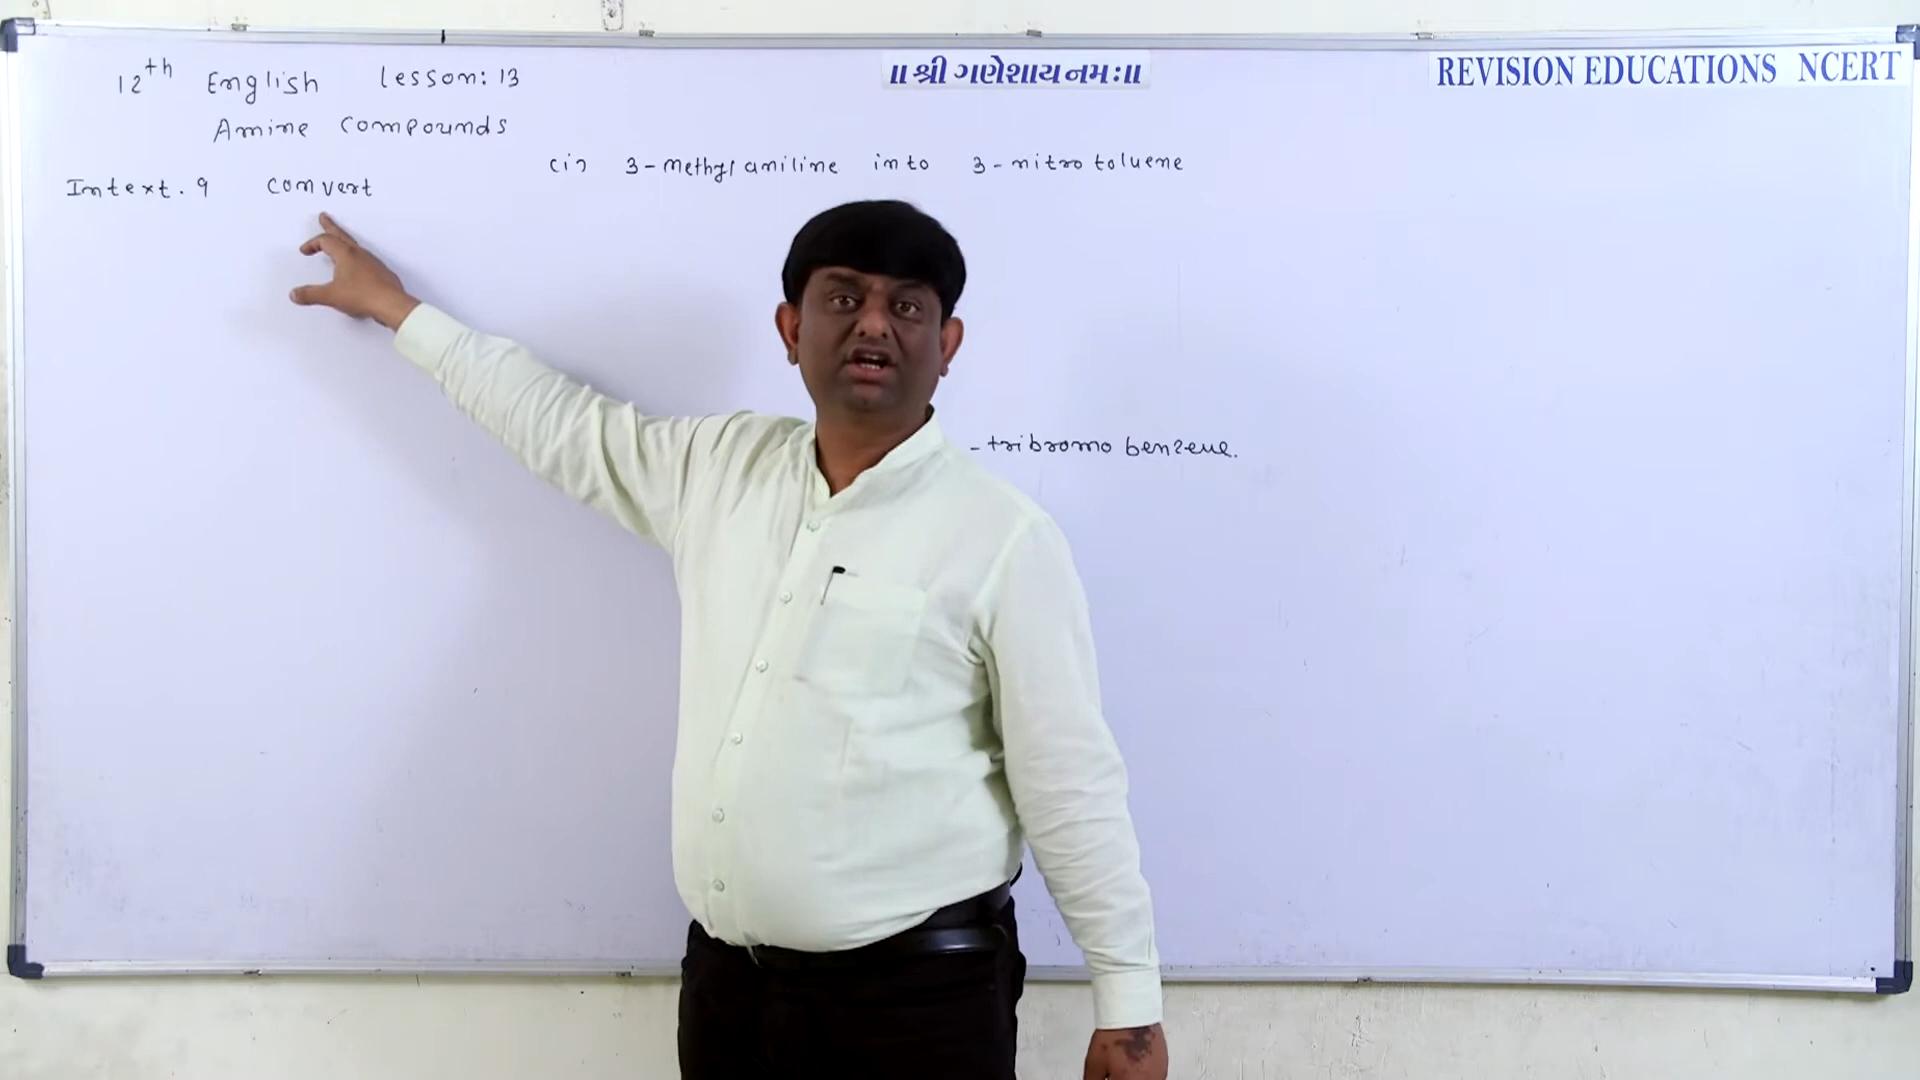 12th English Lesson: 13
॥ श्री ગણેશાય નમઃ॥
REVISION EDUCATIONS NCERT
Amine Compounds
Intext. 9 Convert
(i) 3-methyl aniline into 3-nitro toluene
-tribromo benzene.